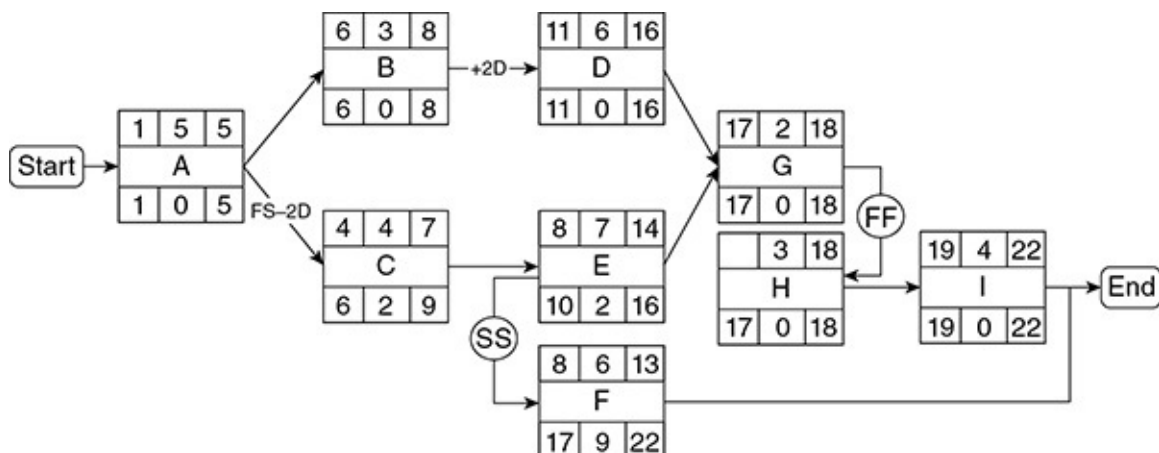 6 3 8
B
6 0 8
+2D
11 6 16
D
11 0 16
Start
1 5 5
A
1 0 5
FS–2D
17 2 18
G
17 0 18
FF
4 4 7
C
6 2 9
8 7 14
E
10 2 16
SS
3 18
H
17 0 18
19 4 22
I
19 0 22
End
8 6 13
F
17 9 22